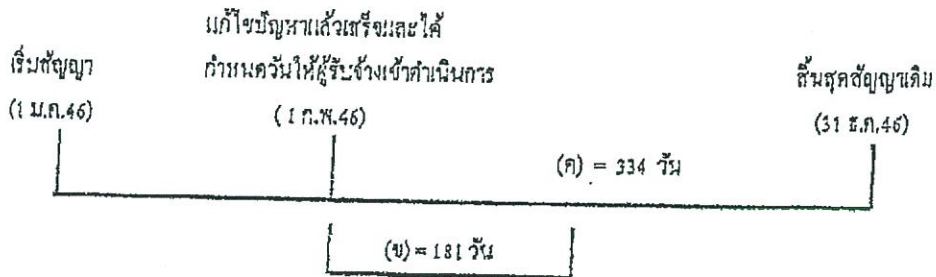 แก้ไขปัญหาแล้วเสร็จและได้
เริ่มสัญญา
กำหนดวันให้ผู้รับจ้างเข้าดำเนินการ
สิ้นสุดสัญญาเดิม
(1 ม.ค.46)
( 1 ก.พ.46)
(31 ธ.ค.46)
(ค) = 334 วัน
(ข) = 181 วัน